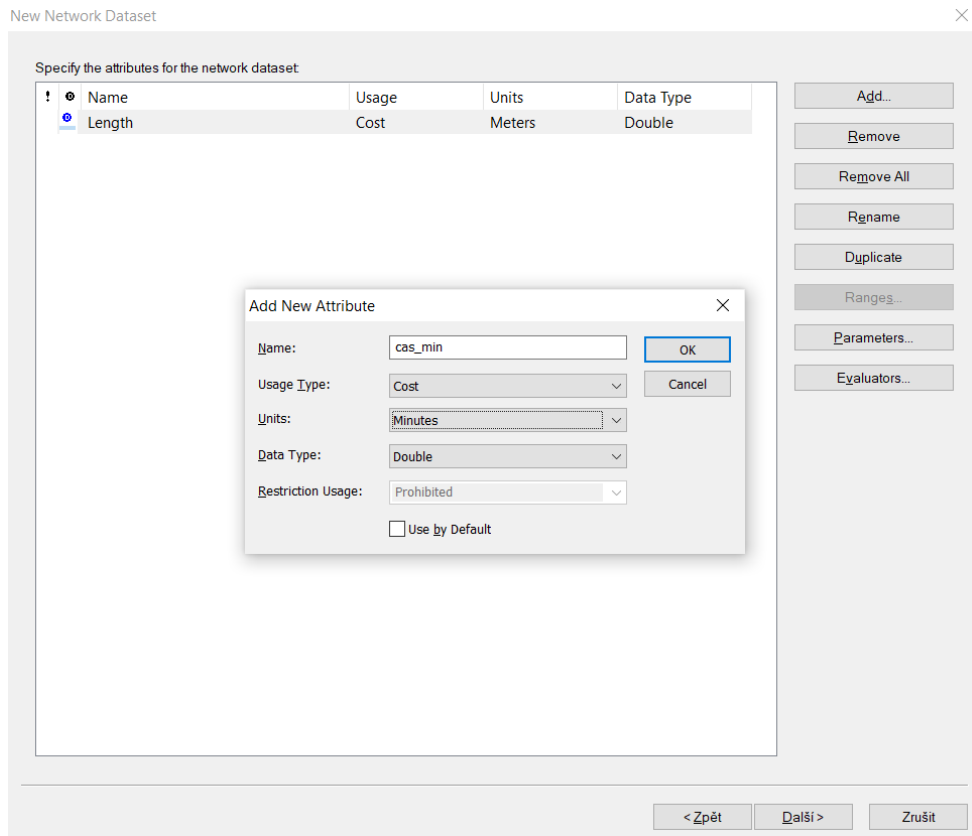 New Network Dataset
Specify the attributes for the network dataset:
! Name Usage Units Data Type
Length Cost Meters Double
Add...
Remove
Remove All
Rename
Duplicate
Ranges...
Parameters...
Evaluators...
Add New Attribute
Name: cas_min OK
Usage Type: Cost Cancel
Units: Minutes
Data Type: Double
Restriction Usage: Prohibited
Use by Default
< Zpět Další > Zrušit